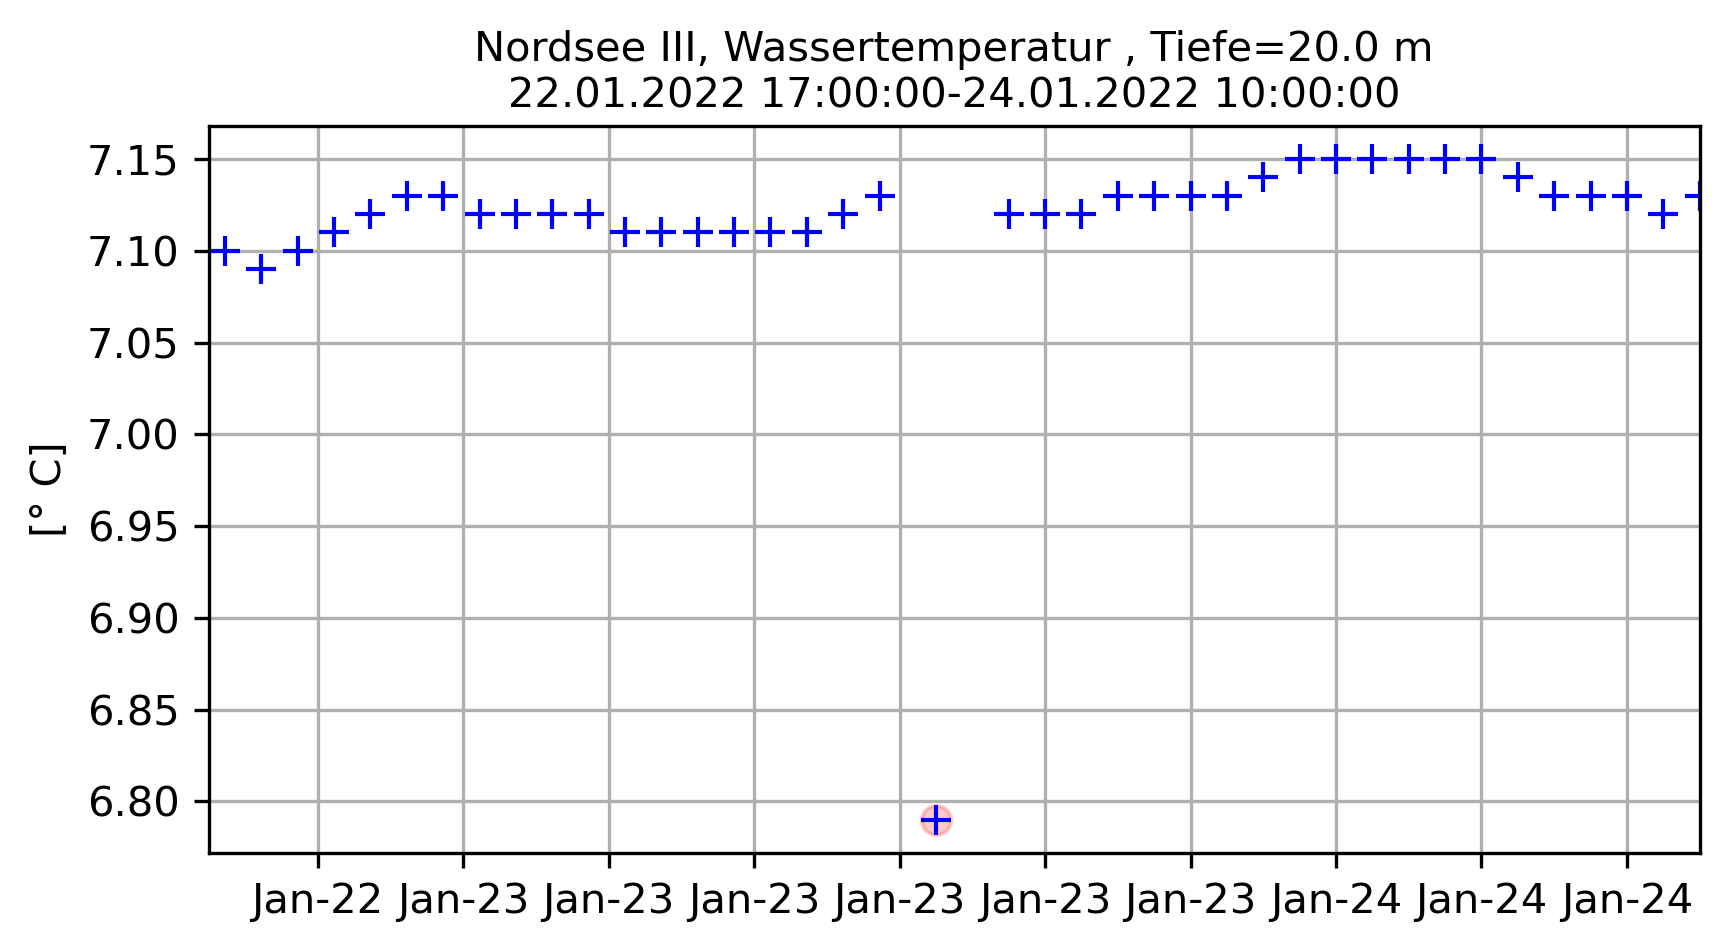 Nordsee III, Wassertemperatur , Tiefe=20.0 m
22.01.2022 17:00:00-24.01.2022 10:00:00
7.15
7.10
7.05
7.00
6.95
6.90
6.85
6.80
[° C]
Jan-22 Jan-23 Jan-23 Jan-23 Jan-23 Jan-23 Jan-23 Jan-24 Jan-24 Jan-24